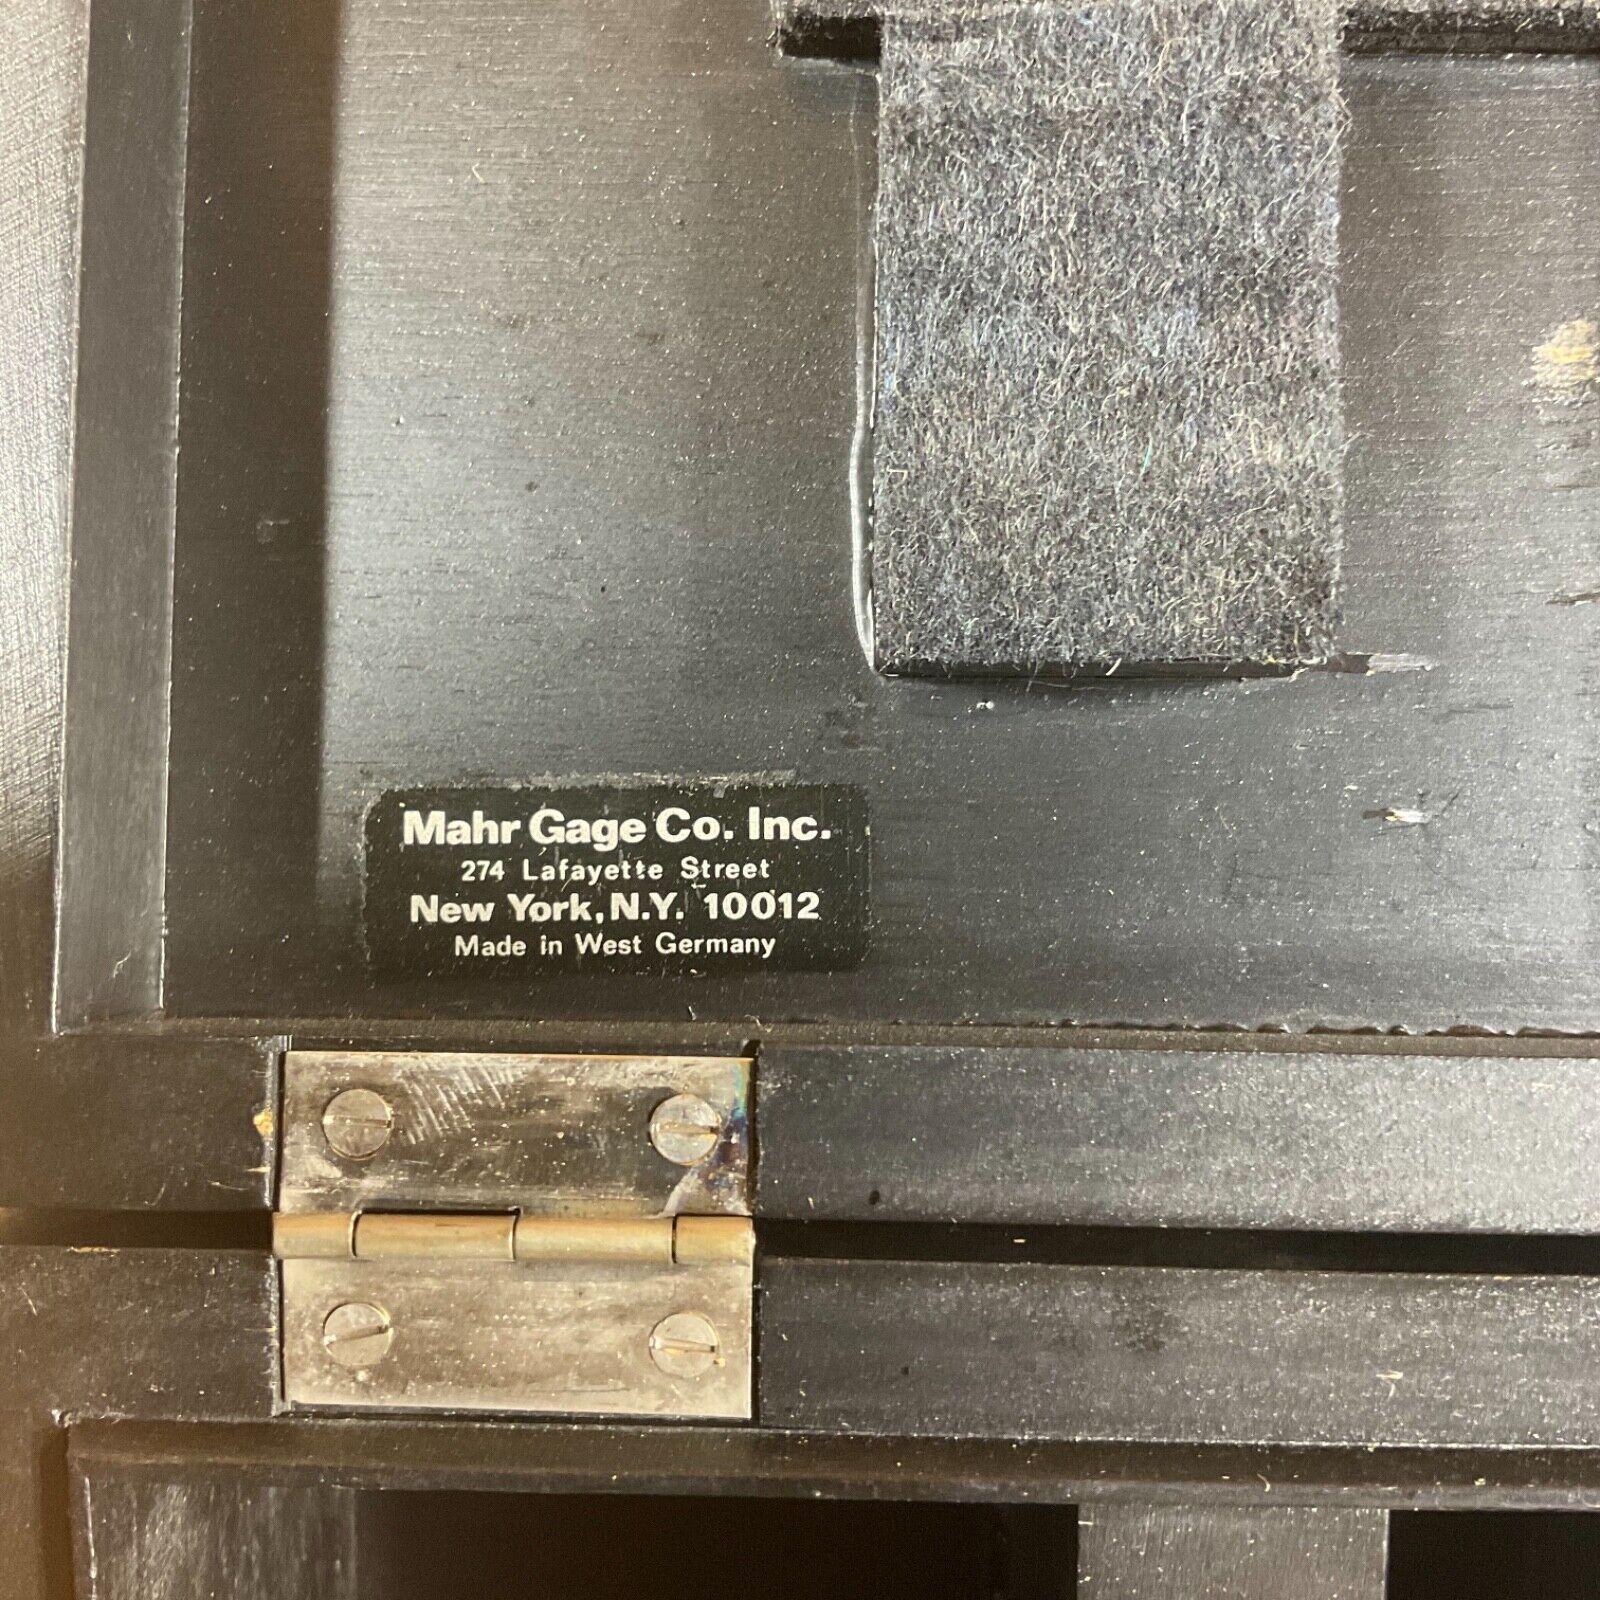 Mahr Gage Co. Inc.
274 Lafayette Street
New York, N.Y. 10012
Made in West Germany